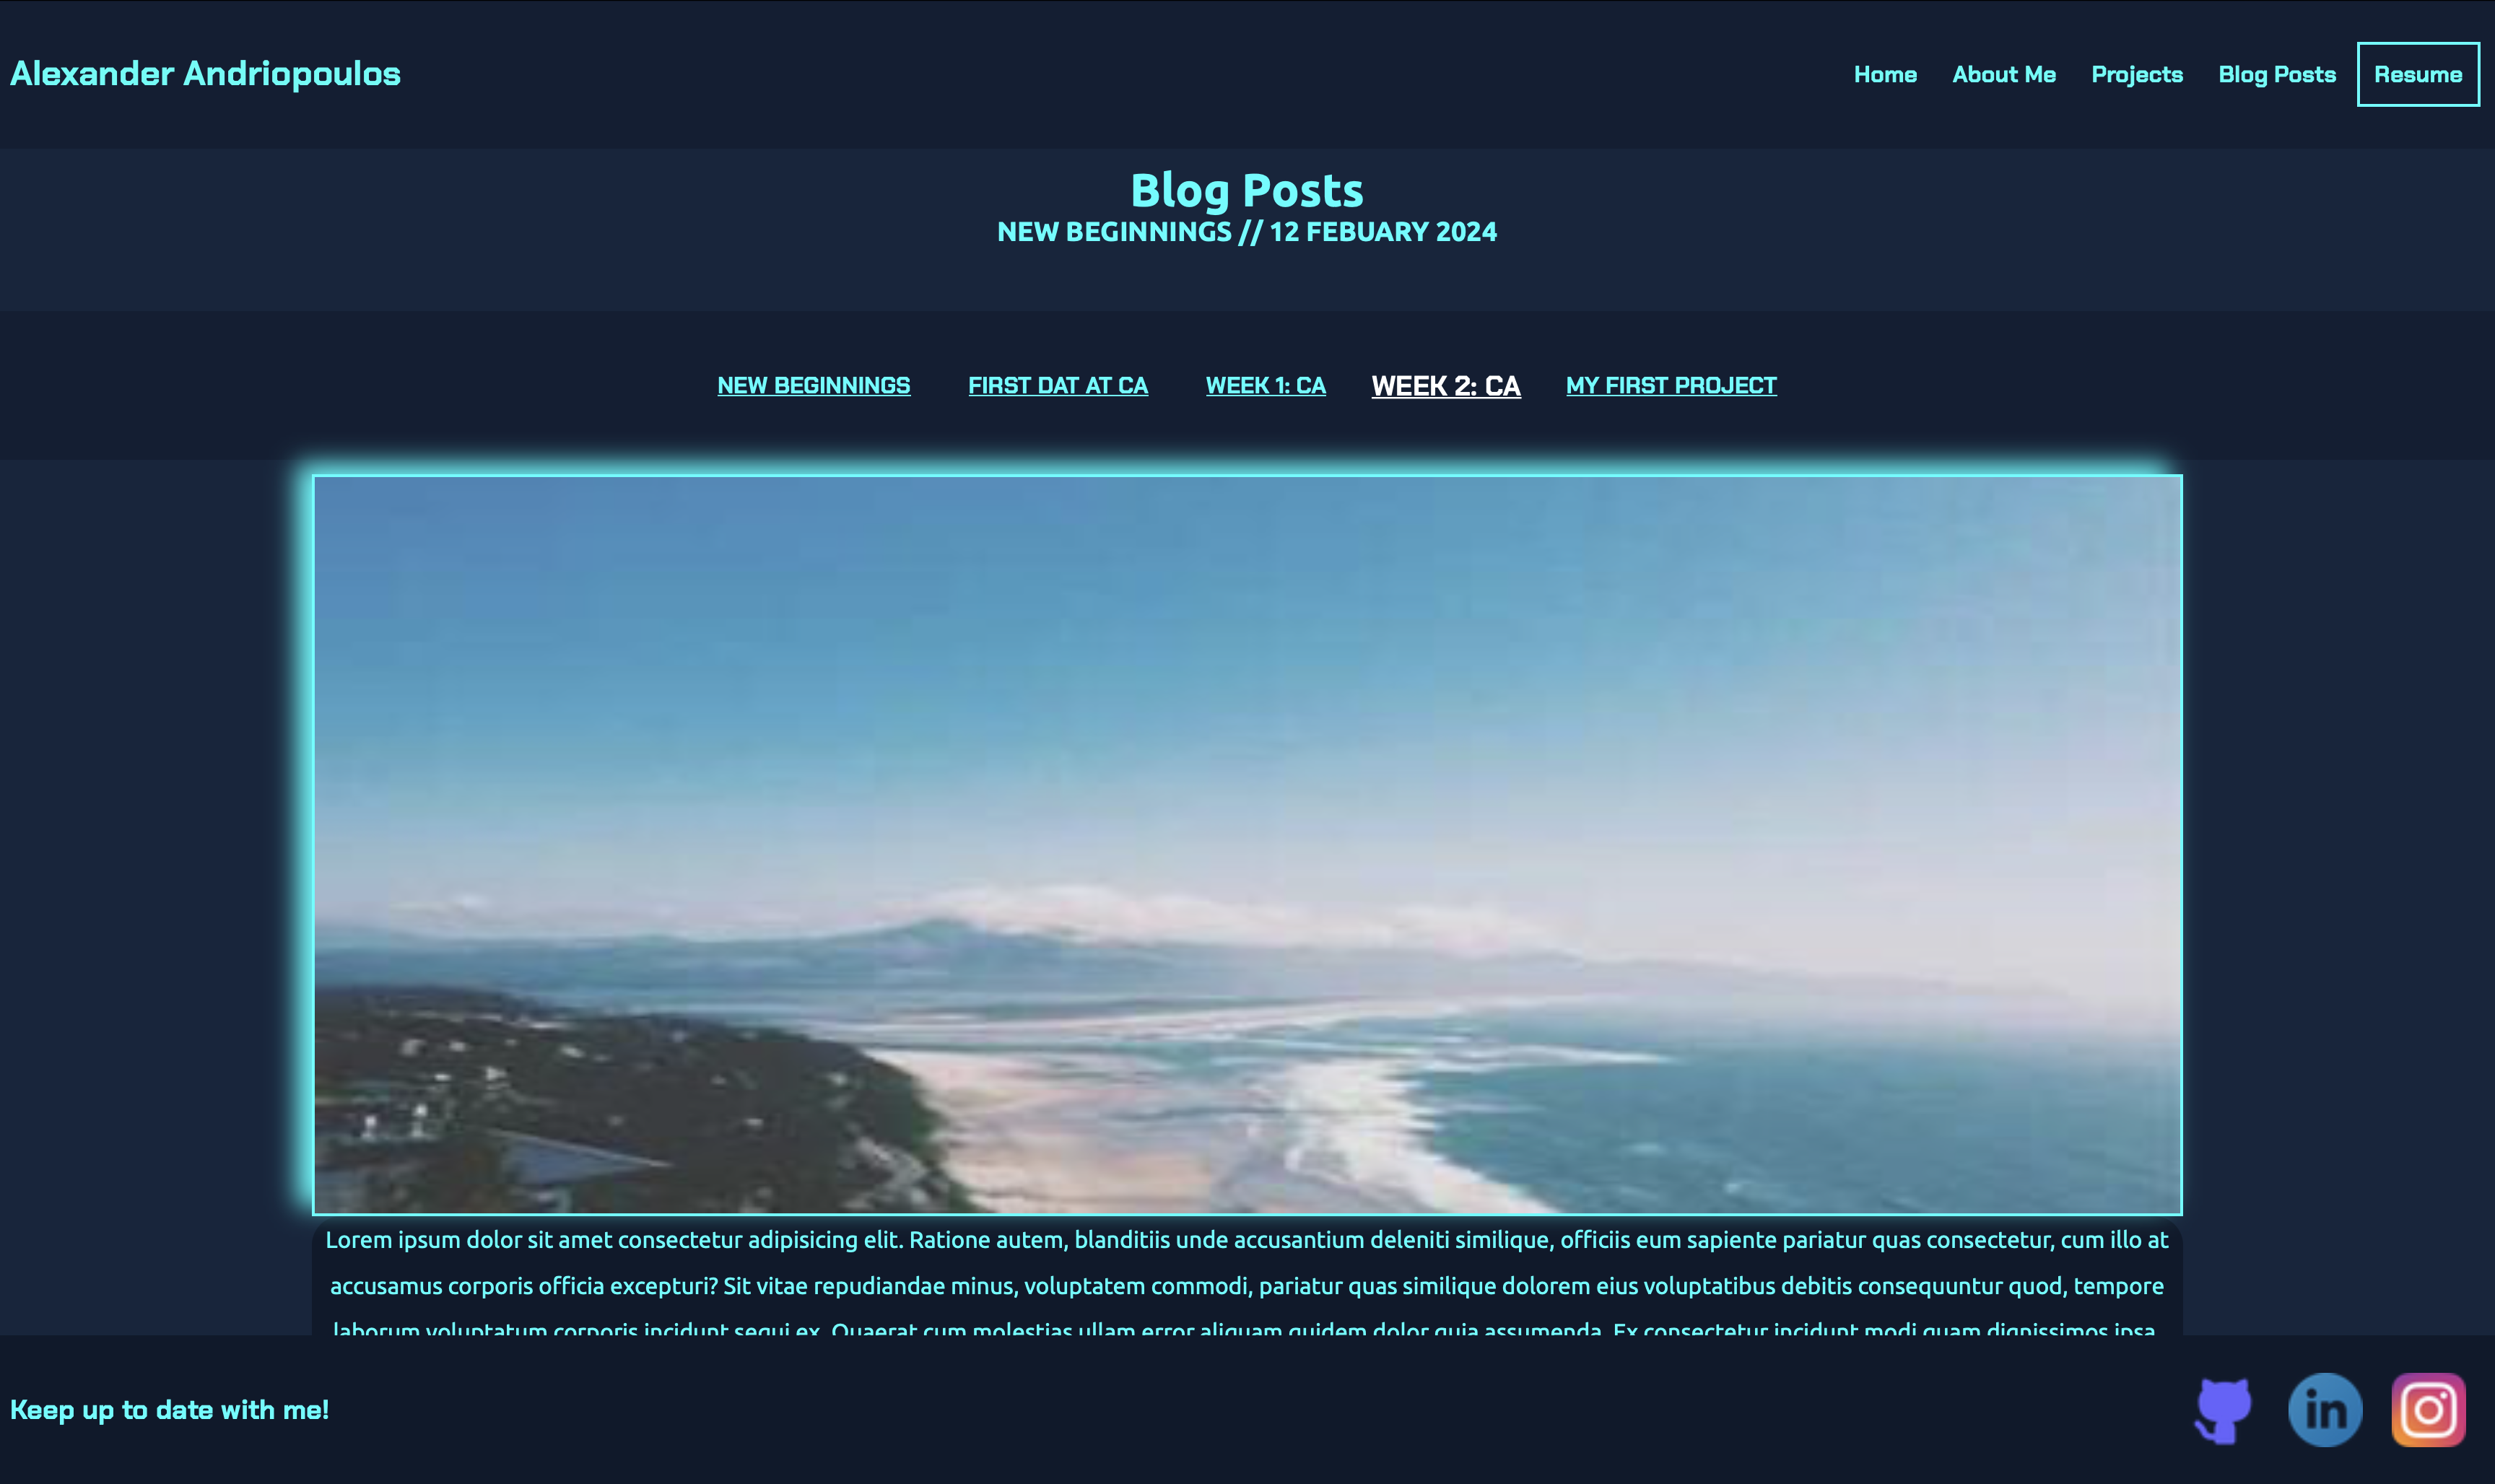 Alexander Andriopoulos
Home About Me Projects Blog Posts Resume
Blog Posts
NEW BEGINNINGS // 12 FEBUARY 2024
NEW BEGINNINGS FIRST DAT AT CA WEEK 1: CA WEEK 2: CA MY FIRST PROJECT
Lorem ipsum dolor sit amet consectetur adipisicing elit. Ratione autem, blanditiis unde accusantium deleniti similique, officiis eum sapiente pariatur quas consectetur, cum illo at
accusamus corporis officia excepturi? Sit vitae repudiandae minus, voluptatem commodi, pariatur quas similique dolorem eius voluptatibus debitis consequuntur quod, tempore
laborum voluptatum corporis incidunt sequi ex. Quaerat cum molestias ullam error aliquam quidem dolor quia assumenda. Ex consectetur incidunt modi quam dignissimos ipsa
Keep up to date with me!
in